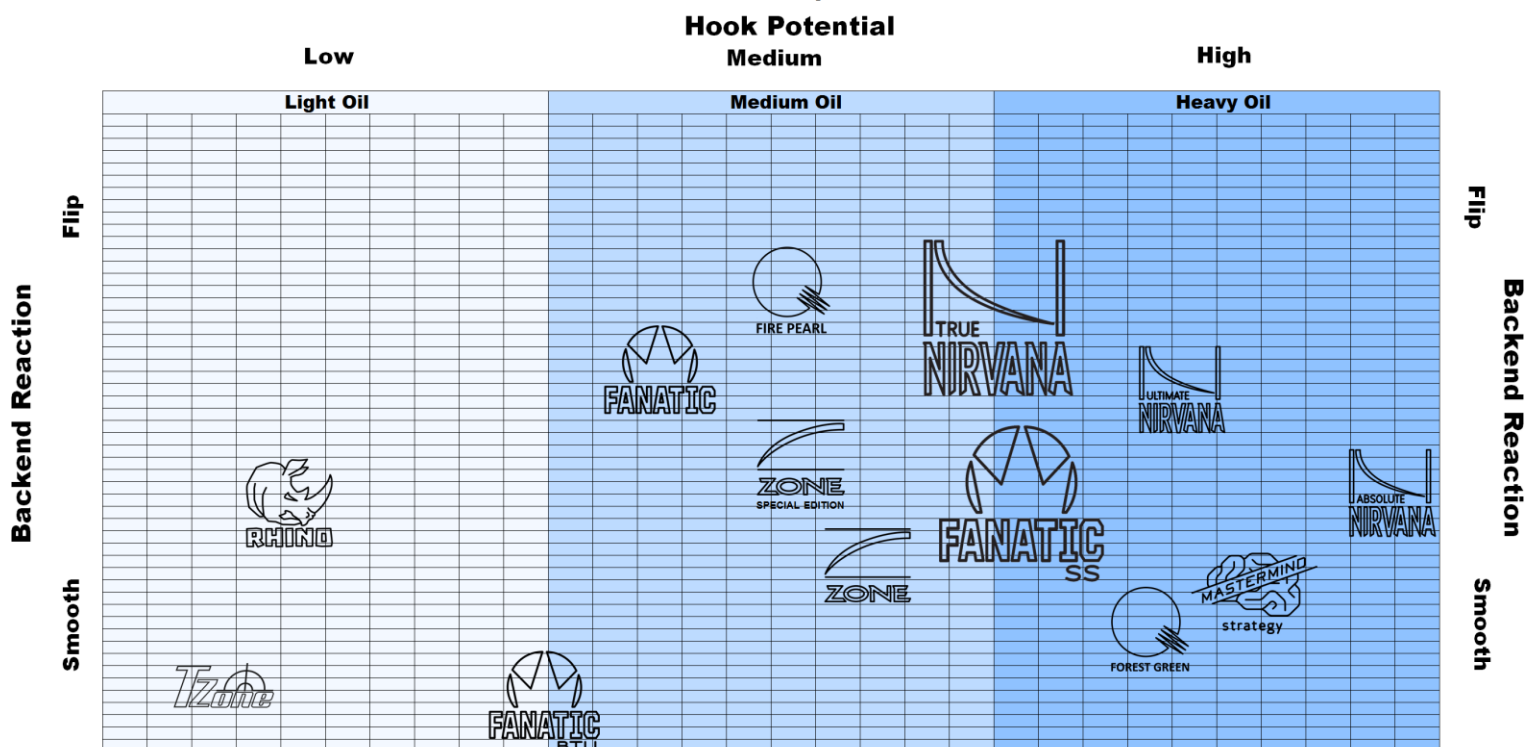 Hook Potential
Low
Medium
High
Light Oil
Medium Oil
Heavy Oil
Flip
Flip
Backend Reaction
Backend Reaction
Smooth
Smooth
FIRE PEARL
TRUE
NIRVANA
FANATIC
ULTIMATE
NIRVANA
ZONE
SPECIAL EDITION
RHINO
FANATIC
SS
ABSOLUTE
NIRVANA
ZONE
MASTERMIND
strategy
FOREST GREEN
TZone
FANATIC
BTU